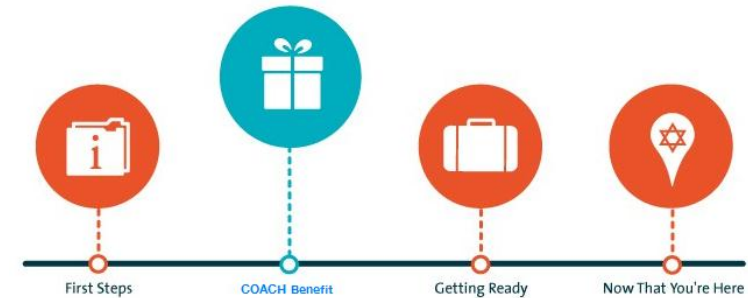 i
First Steps
COACH Benefit
Getting Ready
Now That You're Here